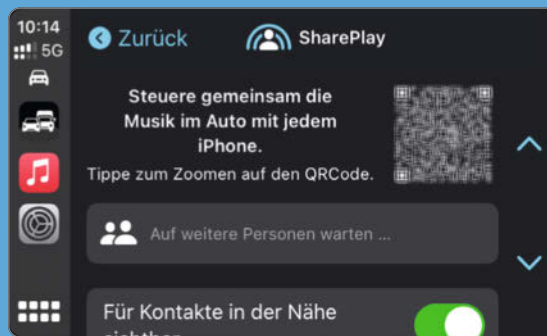 10:14
5G
Zurück
SharePlay
Steuere gemeinsam die
Musik im Auto mit jedem
iPhone.
Tippe zum Zoomen auf den QRCode.
Auf weitere Personen warten ...
Für Kontakte in der Nähe